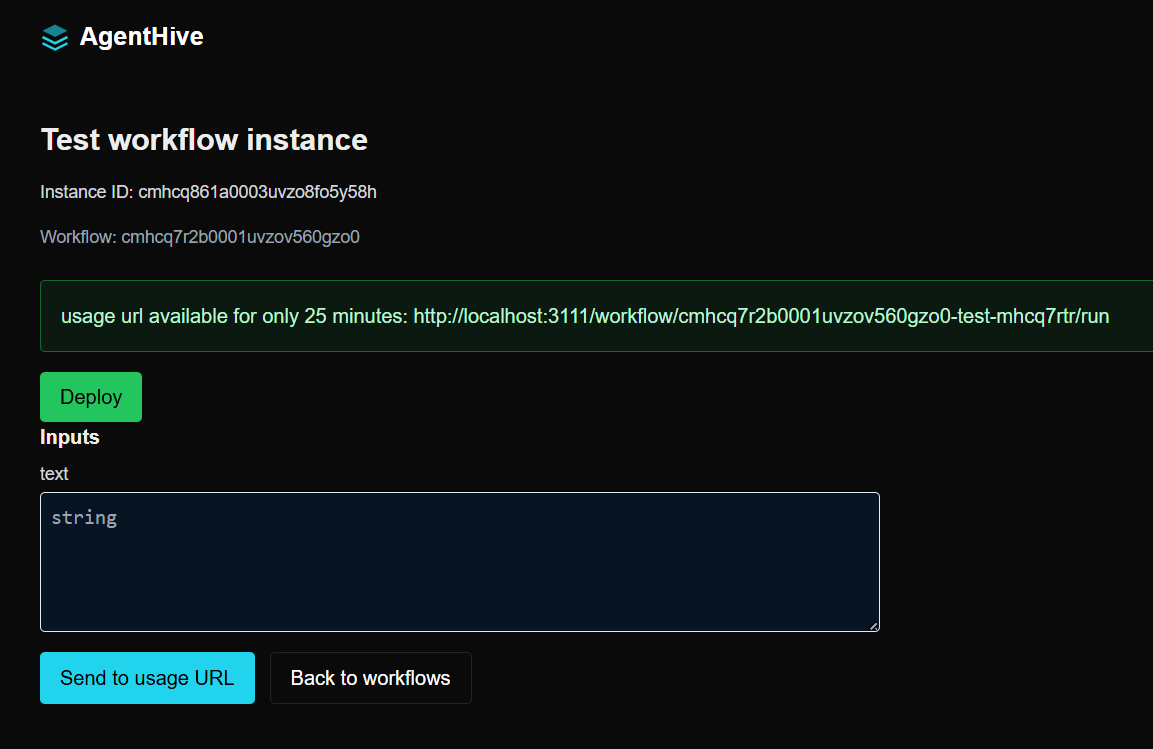 AgentHive
Test workflow instance
Instance ID: cmhcq861a0003uvzo8fo5y58h
Workflow: cmhcq7r2b0001uvzov560gzo0
usage url available for only 25 minutes: http://localhost:3111/workflow/cmhcq7r2b0001uvzov560gzo0-test-mhcq7rtr/run
Deploy
Inputs
text
string
Send to usage URL
Back to workflows